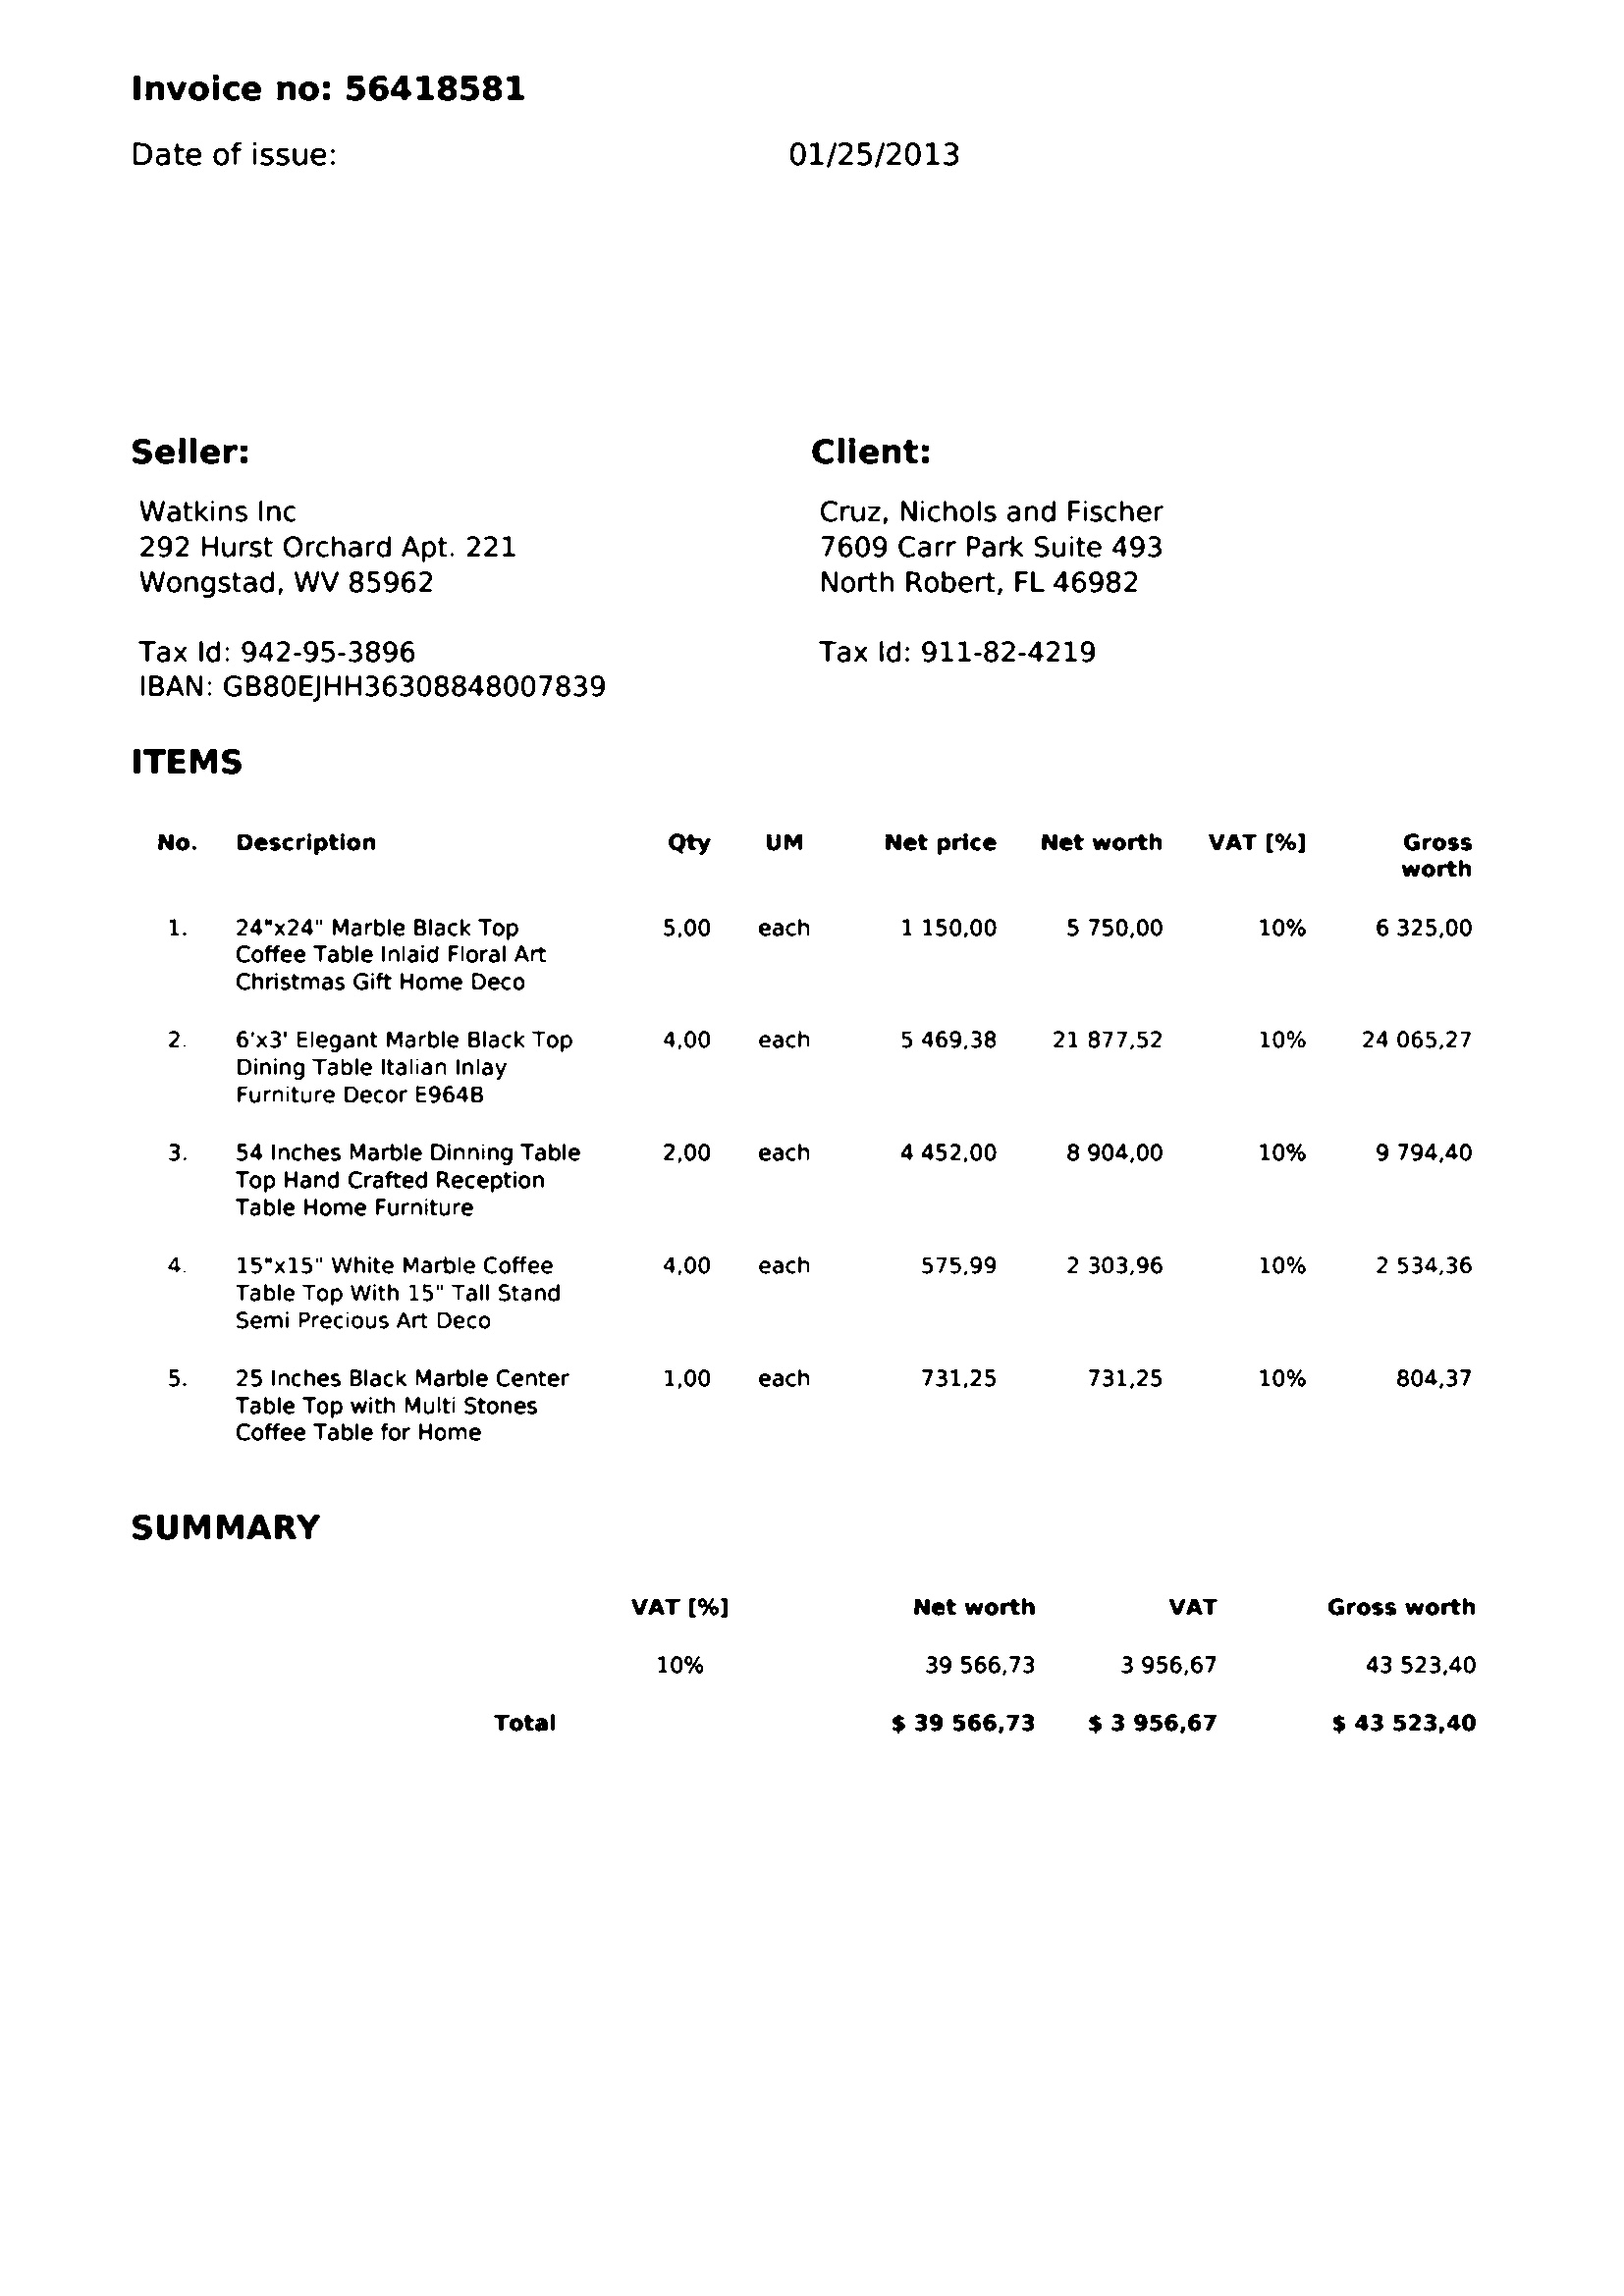 Invoice no: 56418581
Date of issue: 01/25/2013
Seller: Client:
Watkins Inc Cruz, Nichols and Fischer
292 Hurst Orchard Apt. 221 7609 Carr Park Suite 493
Wongstad, WV 85962 North Robert, FL 46982
Tax Id: 942-95-3896 Tax Id: 911-82-4219
IBAN: GB80EJHH36308848007839
ITEMS
No. Description Qty UM Net price Net worth VAT [%] Gross
worth
1. 24"x24" Marble Black Top 5,00 each 1 150,00 5 750,00 10% 6 325,00
Coffee Table Inlaid Floral Art
Christmas Gift Home Deco
2. 6'x3' Elegant Marble Black Top 4,00 each 5 469,38 21 877,52 10% 24 065,27
Dining Table Italian Inlay
Furniture Decor E964B
3. 54 Inches Marble Dinning Table 2,00 each 4 452,00 8 904,00 10% 9 794,40
Top Hand Crafted Reception
Table Home Furniture
4. 15"x15" White Marble Coffee 4,00 each 575,99 2 303,96 10% 2 534,36
Table Top With 15" Tall Stand
Semi Precious Art Deco
5. 25 Inches Black Marble Center 1,00 each 731,25 731,25 10% 804,37
Table Top with Multi Stones
Coffee Table for Home
SUMMARY
VAT [%] Net worth VAT Gross worth
10% 39 566,73 3 956,67 43 523,40
Total $ 39 566,73 $ 3 956,67 $ 43 523,40